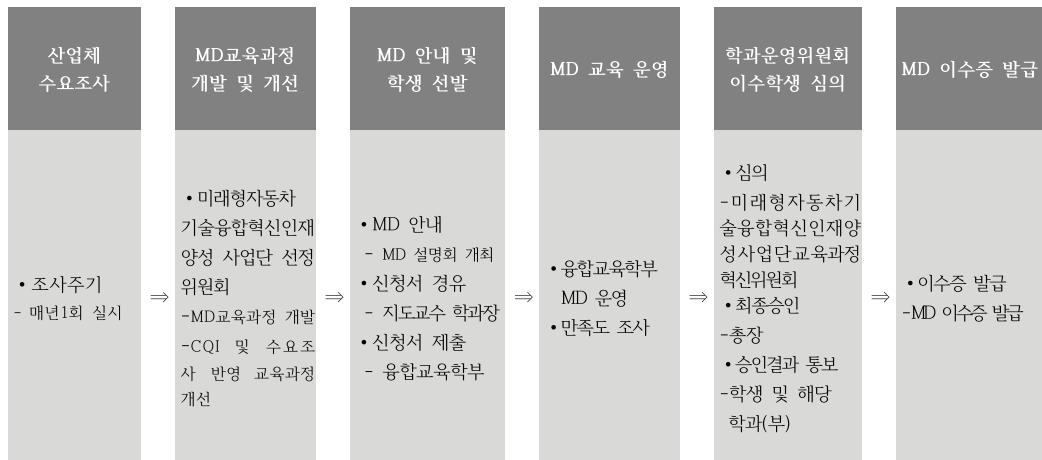 산업체
수요조사
MD교육과정
개발 및 개선
MD 안내 및
학생 선발
MD 교육 운영
학과운영위원회
이수학생 심의
MD 이수증 발급
• 조사주기
- 매년1회 실시
⇒
• 미래형자동차
기술융합혁신인재
양성 사업단 선정
위원회
-MD교육과정 개발
-CQI 및 수요조
사 반영 교육과정
개선
⇒
• MD 안내
- MD 설명회 개최
• 신청서 경유
- 지도교수 학과장
• 신청서 제출
- 융합교육학부
⇒
• 융합교육학부
MD 운영
• 만족도 조사
⇒
• 심의
-미래형자동차기
술융합혁신인재양
성사업단교육과정
혁신위원회
• 최종승인
-총장
• 승인결과 통보
-학생 및 해당
학과(부)
⇒
• 이수증 발급
-MD 이수증 발급